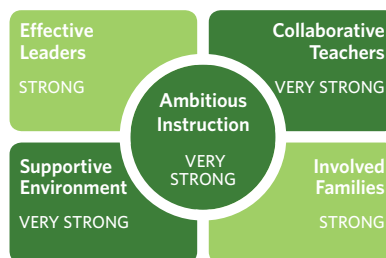 Effective
Leaders
STRONG
Collaborative
Teachers
VERY STRONG
Ambitious
Instruction
VERY
STRONG
Supportive
Environment
VERY STRONG
Involved
Families
STRONG